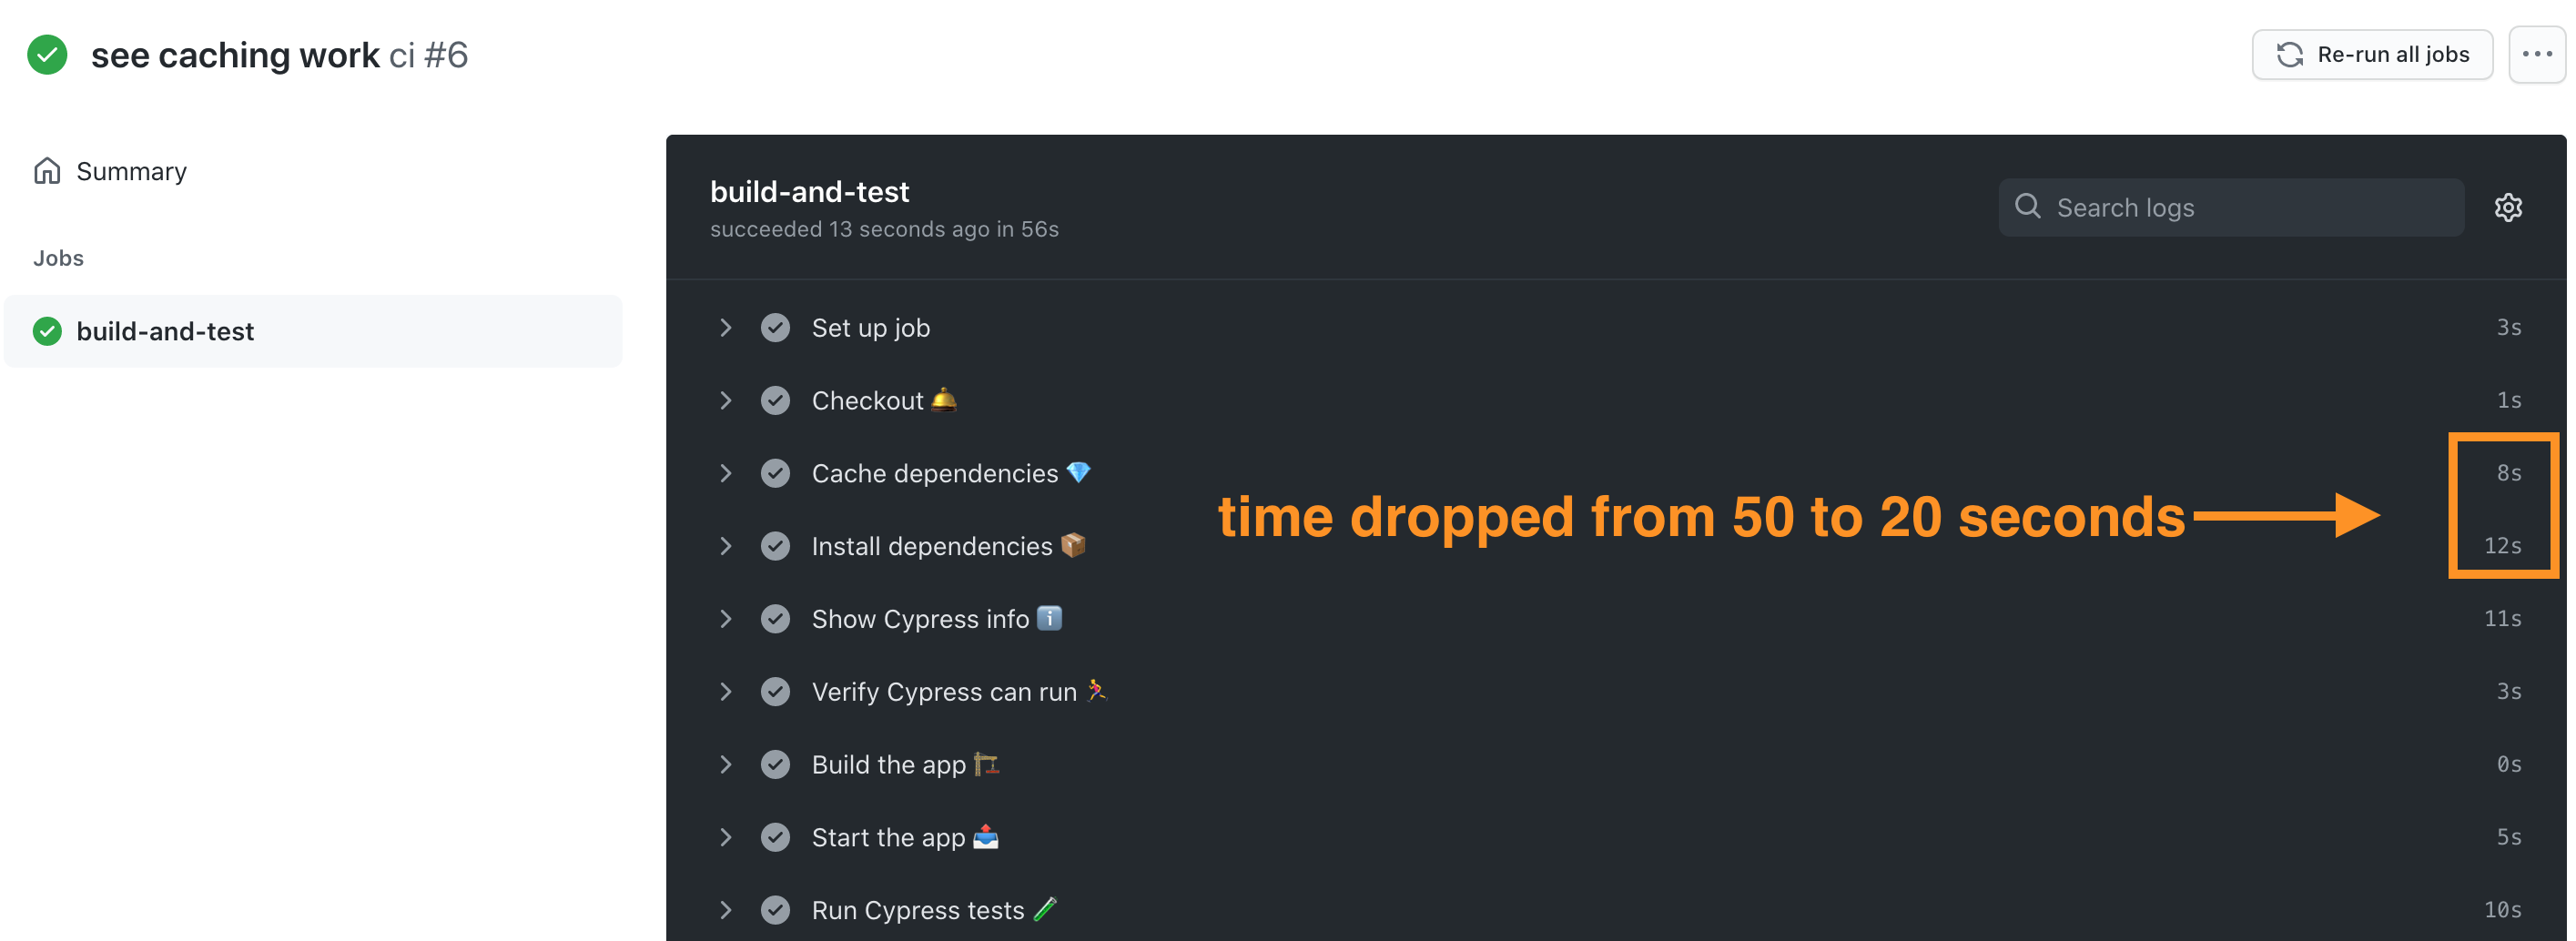 see caching work ci #6
Re-run all jobs
Summary
Jobs
build-and-test
build-and-test
succeeded 13 seconds ago in 56s
Search logs
Set up job 3s
Checkout 🛎 1s
Cache dependencies 💎 8s
time dropped from 50 to 20 seconds
Install dependencies 📦 12s
Show Cypress info ℹ️ 11s
Verify Cypress can run 🏃‍♀️ 3s
Build the app 🏗 0s
Start the app 📤 5s
Run Cypress tests 🧪 10s